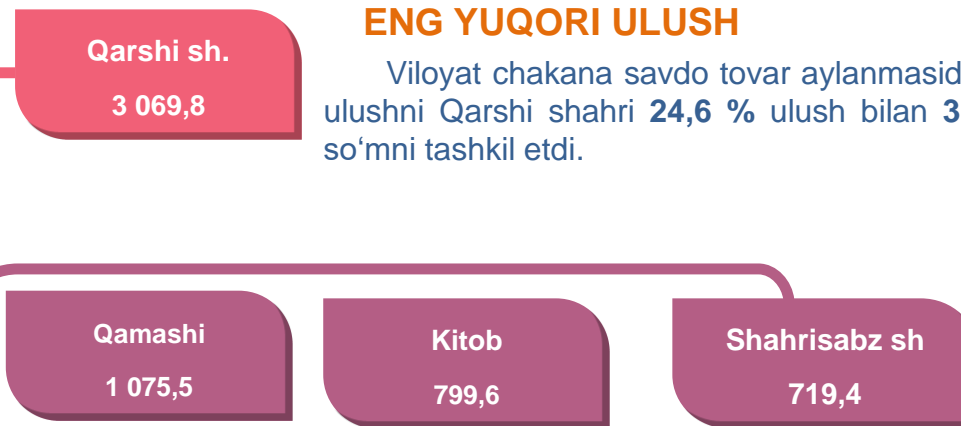 Qarshi sh.
3 069,8
ENG YUQORI ULUSH
Viloyat chakana savdo tovar aylanmasid
ulushni Qarshi shahri 24,6 % ulush bilan 3
so‘mni tashkil etdi.
Qamashi
1 075,5
Kitob
799,6
Shahrisabz sh
719,4